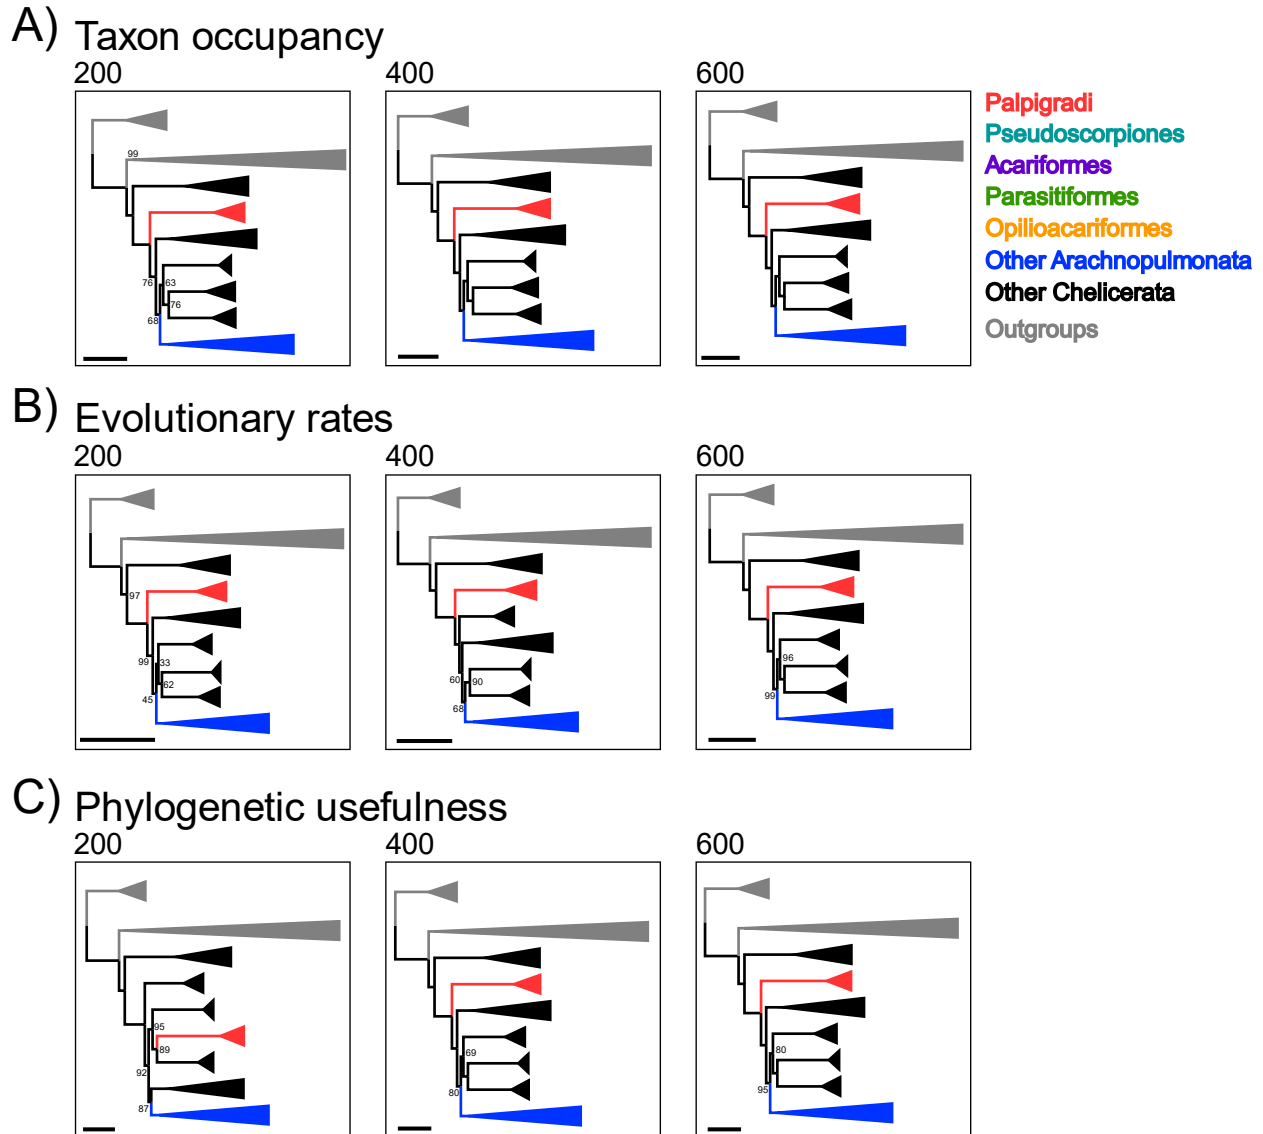 A) Taxon occupancy
200
400
600
99
76
63
76
68
Palpigradi
Pseudoscorpiones
Acariformes
Parasitiformes
Opilioacariformes
Other Arachnopulmonata
Other Chelicerata
Outgroups
B) Evolutionary rates
200
400
600
97
99
33
62
45
60
90
68
96
99
C) Phylogenetic usefulness
200
400
600
95
89
92
87
69
80
80
95